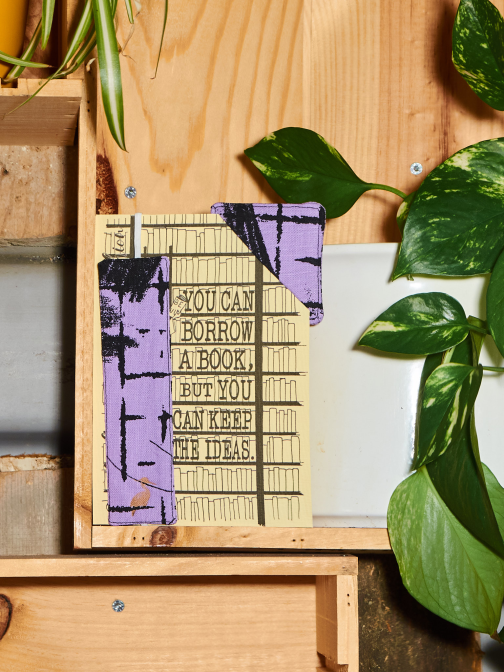 YOU CAN
BORROW
A BOOK,
BUT YOU
CAN KEEP
THE IDEAS.